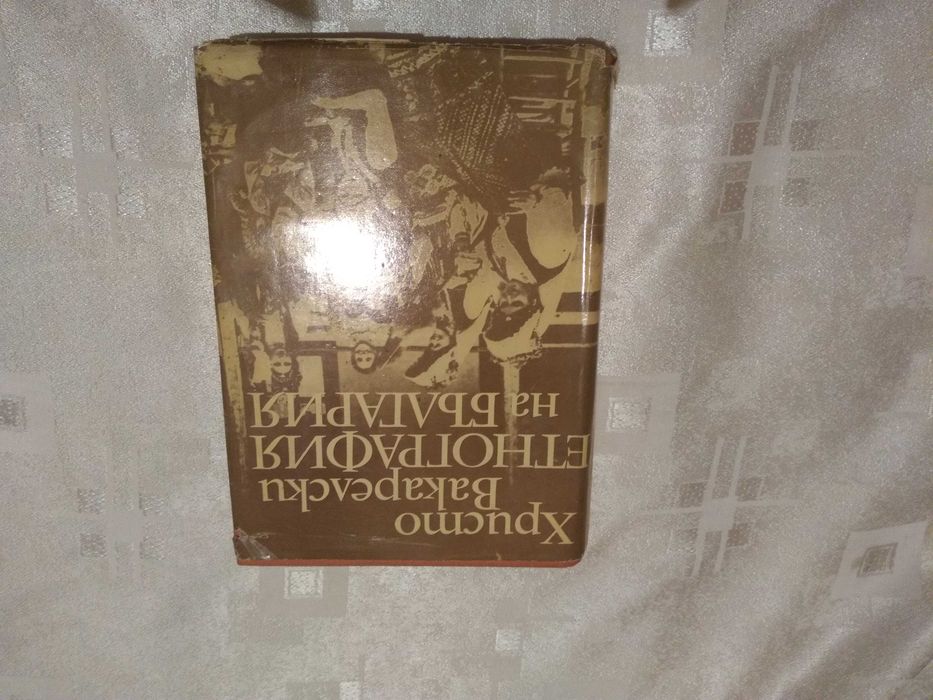 Христо
Вакарелски
ЕТНОГРАФИЯ
на БЪЛГАРИЯ